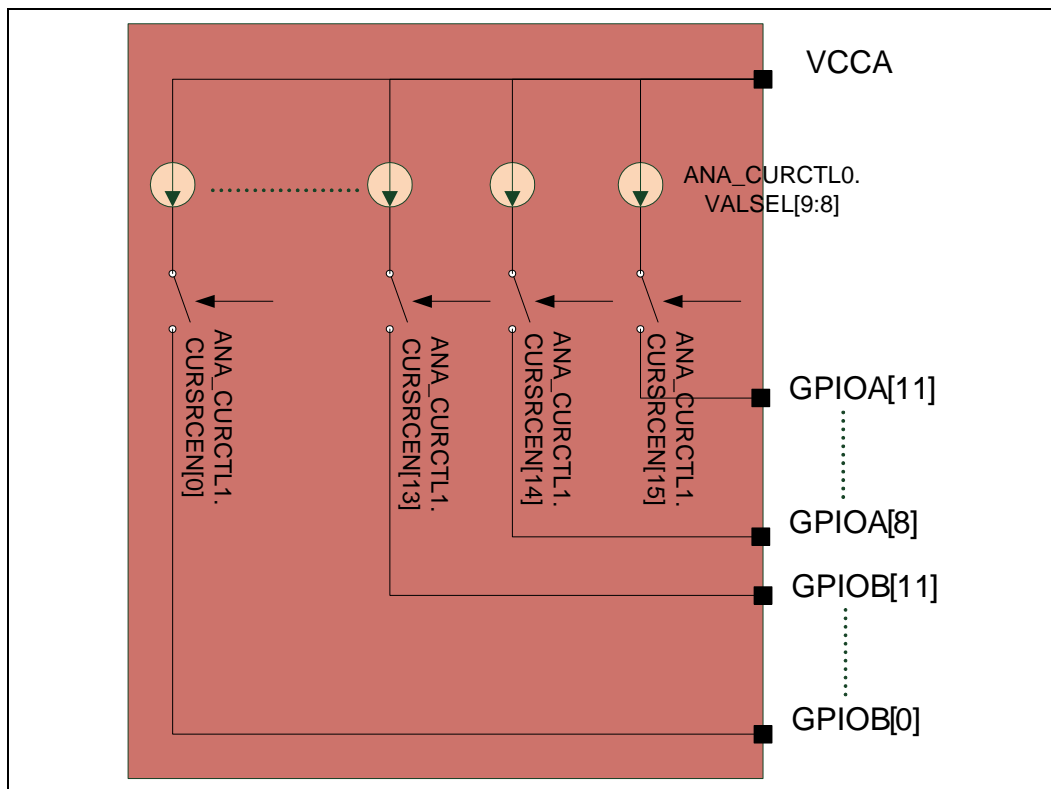 VCCA
ANA_CURCTL0.
VALSEL[9:8]
ANA_CURCTL1.
CURSRCEN[0]
ANA_CURCTL1.
CURSRCEN[13]
ANA_CURCTL1.
CURSRCEN[14]
ANA_CURCTL1.
CURSRCEN[15]
GPIOA[11]
GPIOA[8]
GPIOB[11]
GPIOB[0]